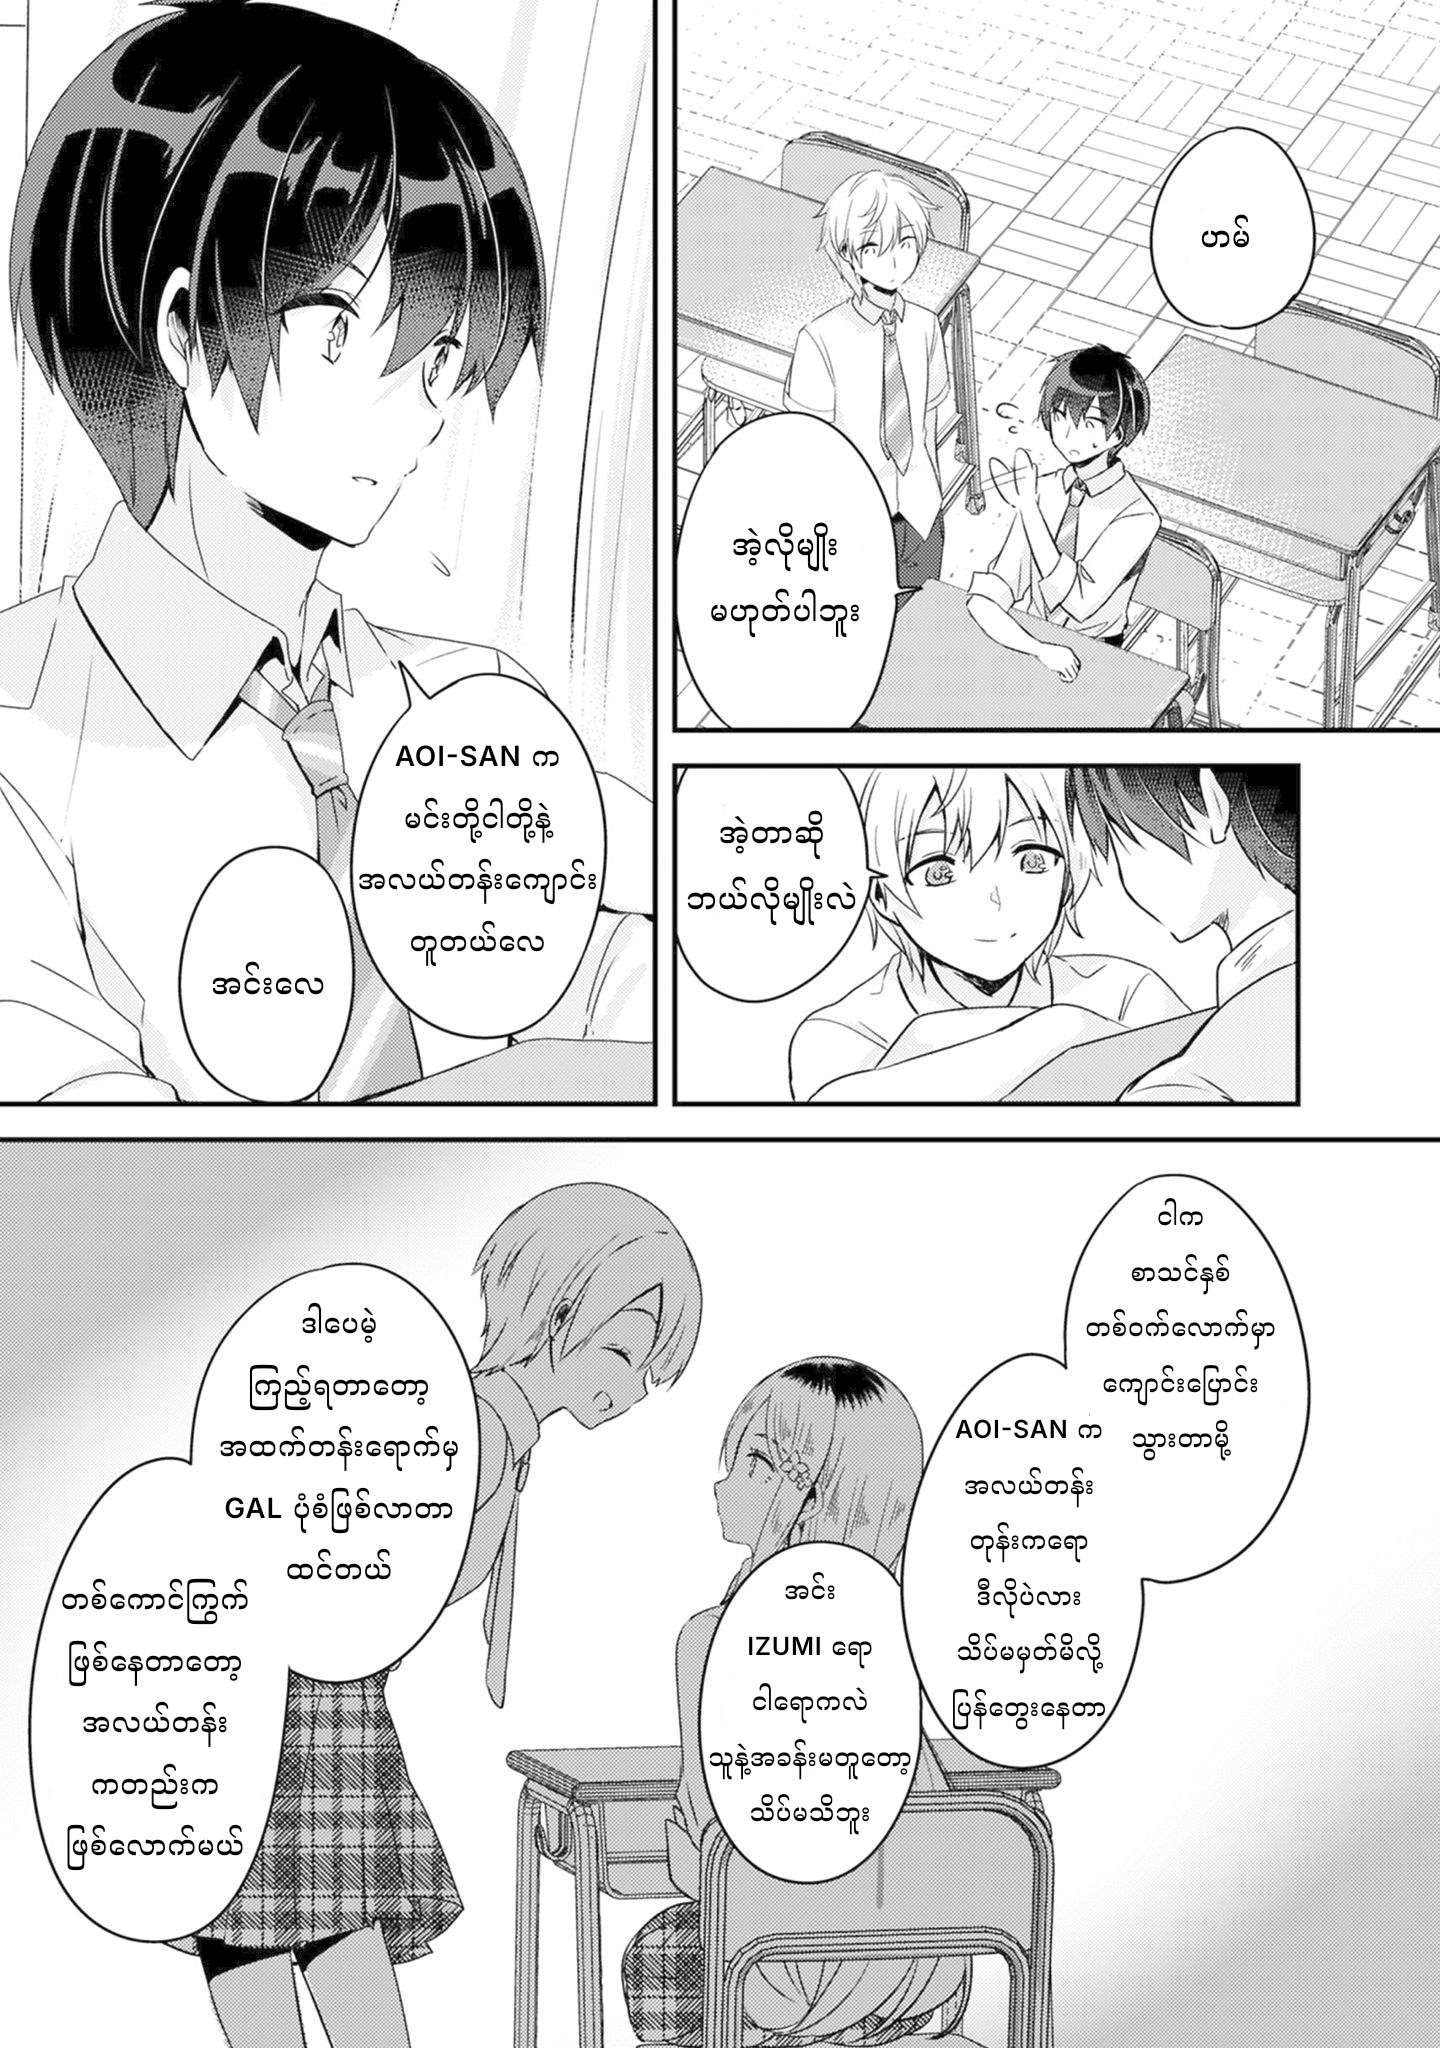 ဟမ်
အဲ့လိုမျိုး
မဟုတ်ပါဘူး
အဲ့တာဆို
ဘယ်လိုမျိုးလဲ
AOI-SAN က
မင်းတို့ငါတို့နဲ့
အလယ်တန်းကျောင်း
တူတယ်လေ
အင်းလေ
ငါက
စာသင်နှစ်
တစ်ဝက်လောက်မှာ
ကျောင်းပြောင်း
သွားတာမို့
AOI-SAN က
အလယ်တန်း
တုန်းကရော
ဒီလိုပဲလား
သိပ်မမှတ်မိလို့
ပြန်တွေးနေတာ
အင်း
IZUMI ရော
ငါရောကလဲ
သူနဲ့အခန်းမတူတော့
သိပ်မသိဘူး
ဒါပေမဲ့
ကြည့်ရတာတော့
အထက်တန်းရောက်မှ
GAL ပုံစံဖြစ်လာတာ
ထင်တယ်
တစ်ကောင်ကြွက်
ဖြစ်နေတာတော့
အလယ်တန်း
ကတည်းက
ဖြစ်လောက်မယ်